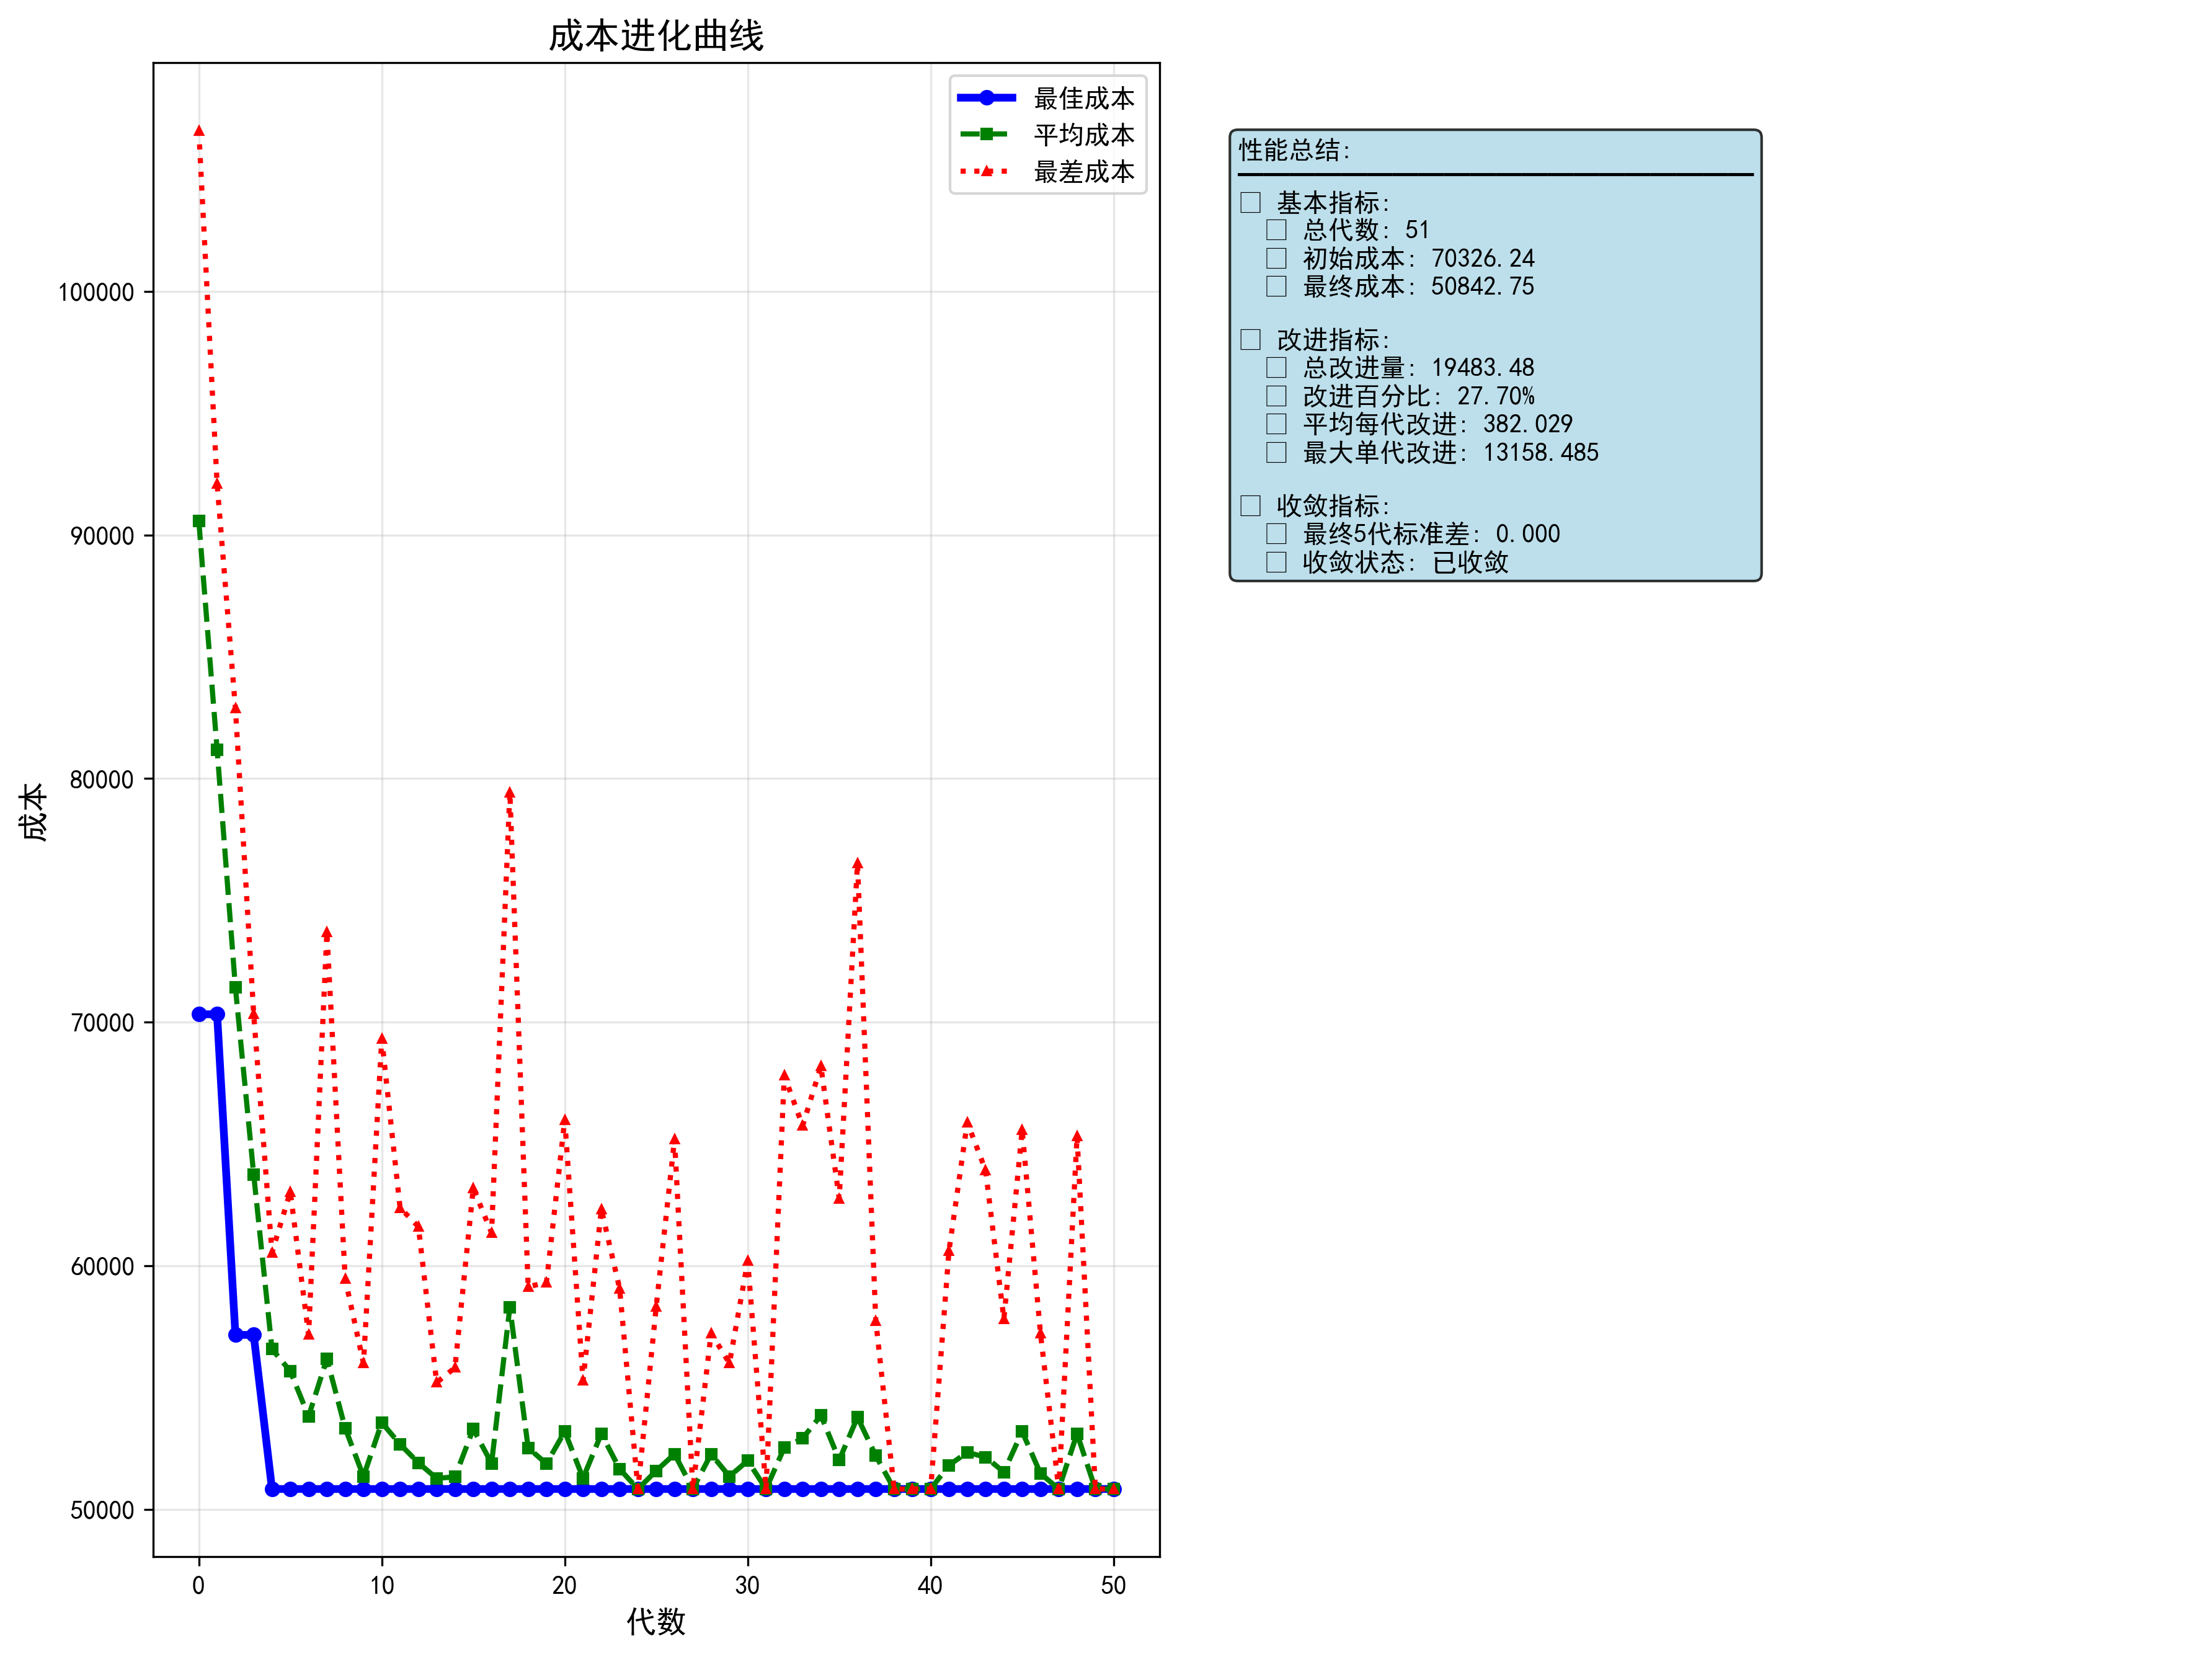 成本进化曲线
最佳成本
平均成本
最差成本
成本
100000
90000
80000
70000
60000
50000
0 10 20 30 40 50
代数
性能总结:
□ 基本指标:
□ 总代数: 51
□ 初始成本: 70326.24
□ 最终成本: 50842.75
□ 改进指标:
□ 总改进量: 19483.48
□ 改进百分比: 27.70%
□ 平均每代改进: 382.029
□ 最大单代改进: 13158.485
□ 收敛指标:
□ 最终5代标准差: 0.000
□ 收敛状态: 已收敛